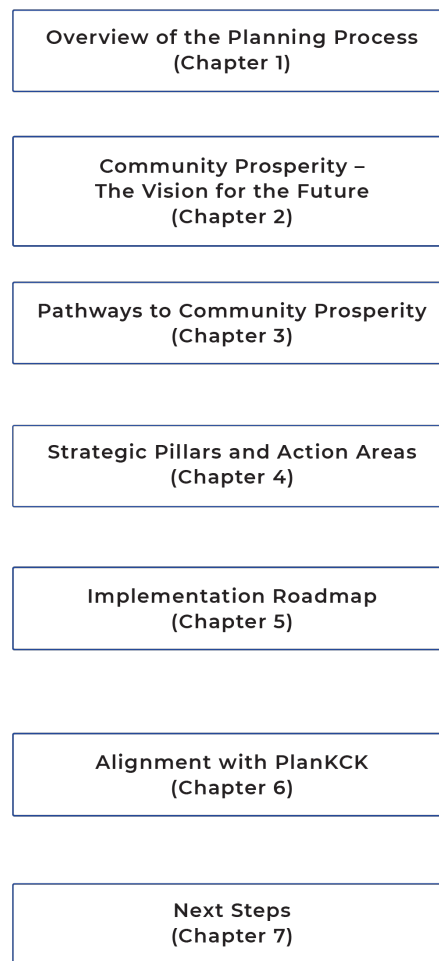 Overview of the Planning Process
(Chapter 1)
Community Prosperity –
The Vision for the Future
(Chapter 2)
Pathways to Community Prosperity
(Chapter 3)
Strategic Pillars and Action Areas
(Chapter 4)
Implementation Roadmap
(Chapter 5)
Alignment with PlanKCK
(Chapter 6)
Next Steps
(Chapter 7)